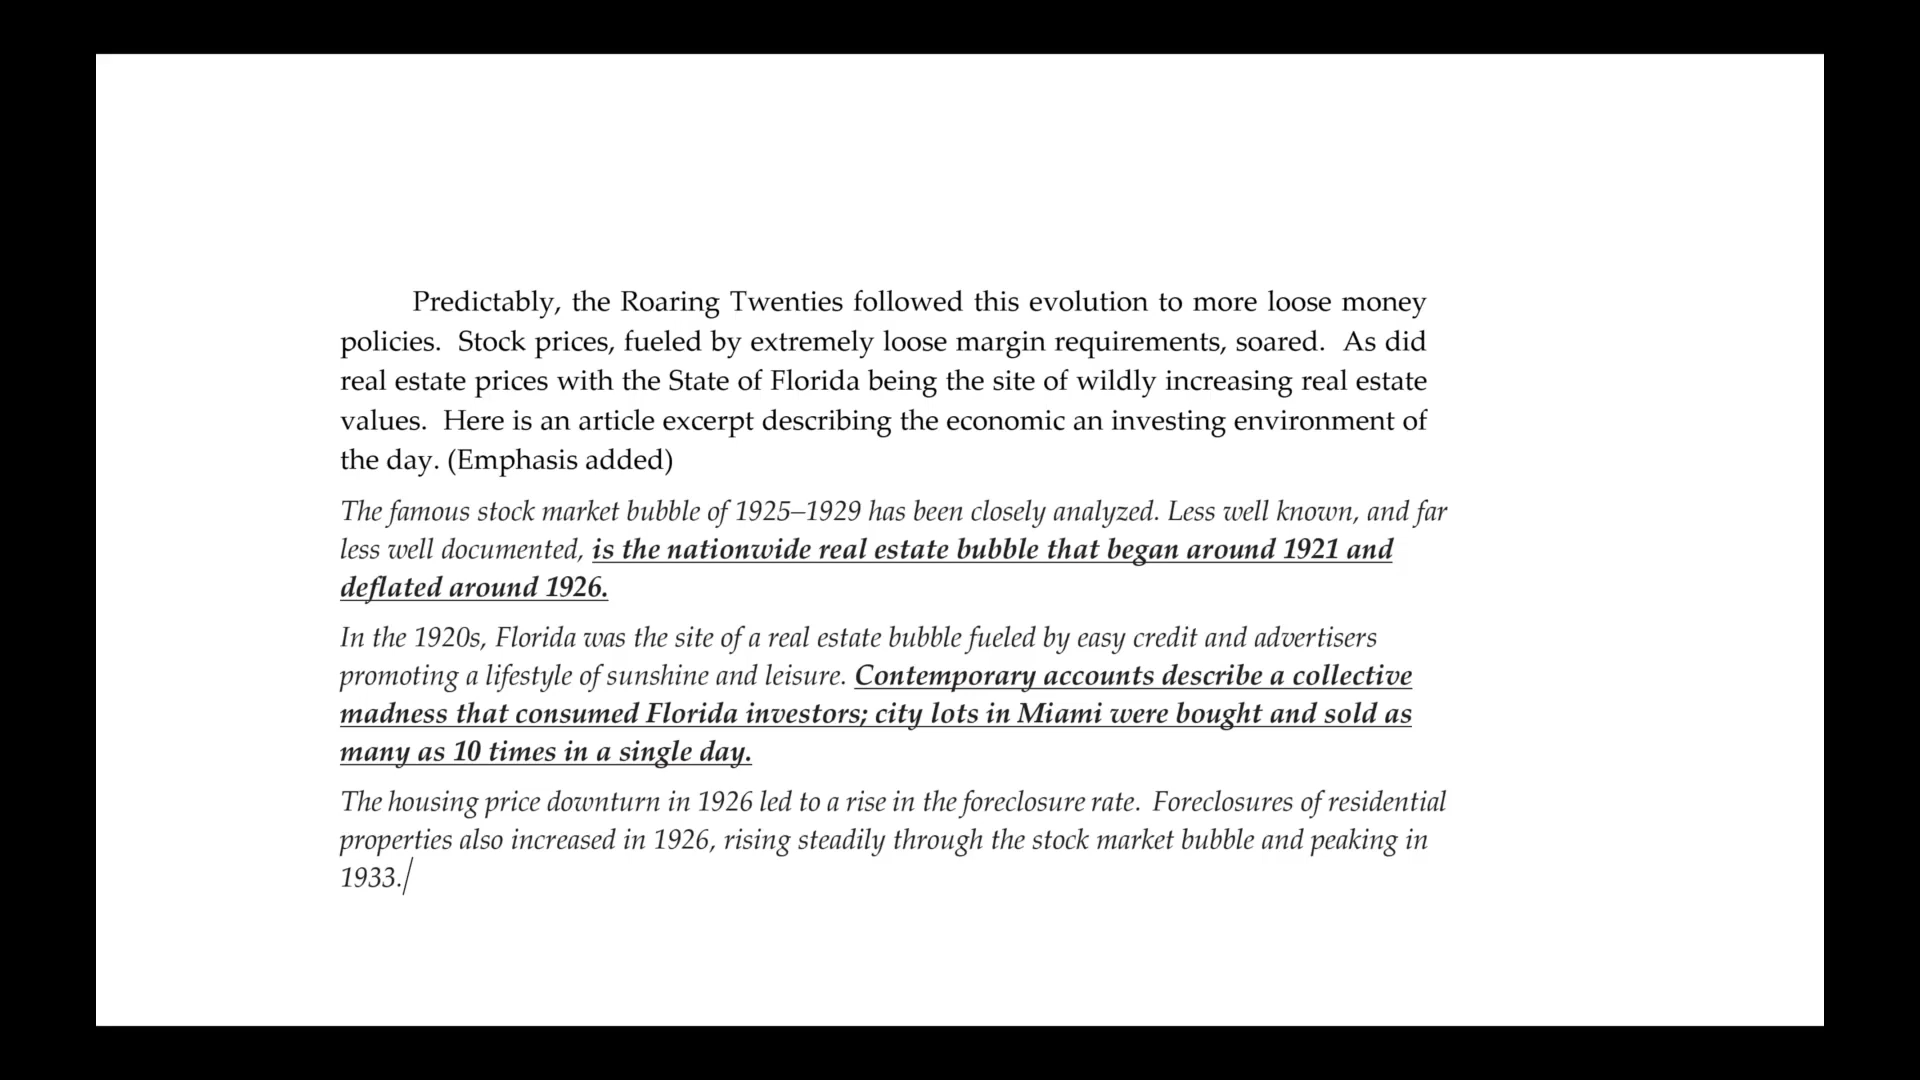 Predictably, the Roaring Twenties followed this evolution to more loose money
policies. Stock prices, fueled by extremely loose margin requirements, soared. As did
real estate prices with the State of Florida being the site of wildly increasing real estate
values. Here is an article excerpt describing the economic an investing environment of
the day. (Emphasis added)
The famous stock market bubble of 1925–1929 has been closely analyzed. Less well known, and far
less well documented, is the nationwide real estate bubble that began around 1921 and
deflated around 1926.
In the 1920s, Florida was the site of a real estate bubble fueled by easy credit and advertisers
promoting a lifestyle of sunshine and leisure. Contemporary accounts describe a collective
madness that consumed Florida investors; city lots in Miami were bought and sold as
many as 10 times in a single day.
The housing price downturn in 1926 led to a rise in the foreclosure rate. Foreclosures of residential
properties also increased in 1926, rising steadily through the stock market bubble and peaking in
1933.